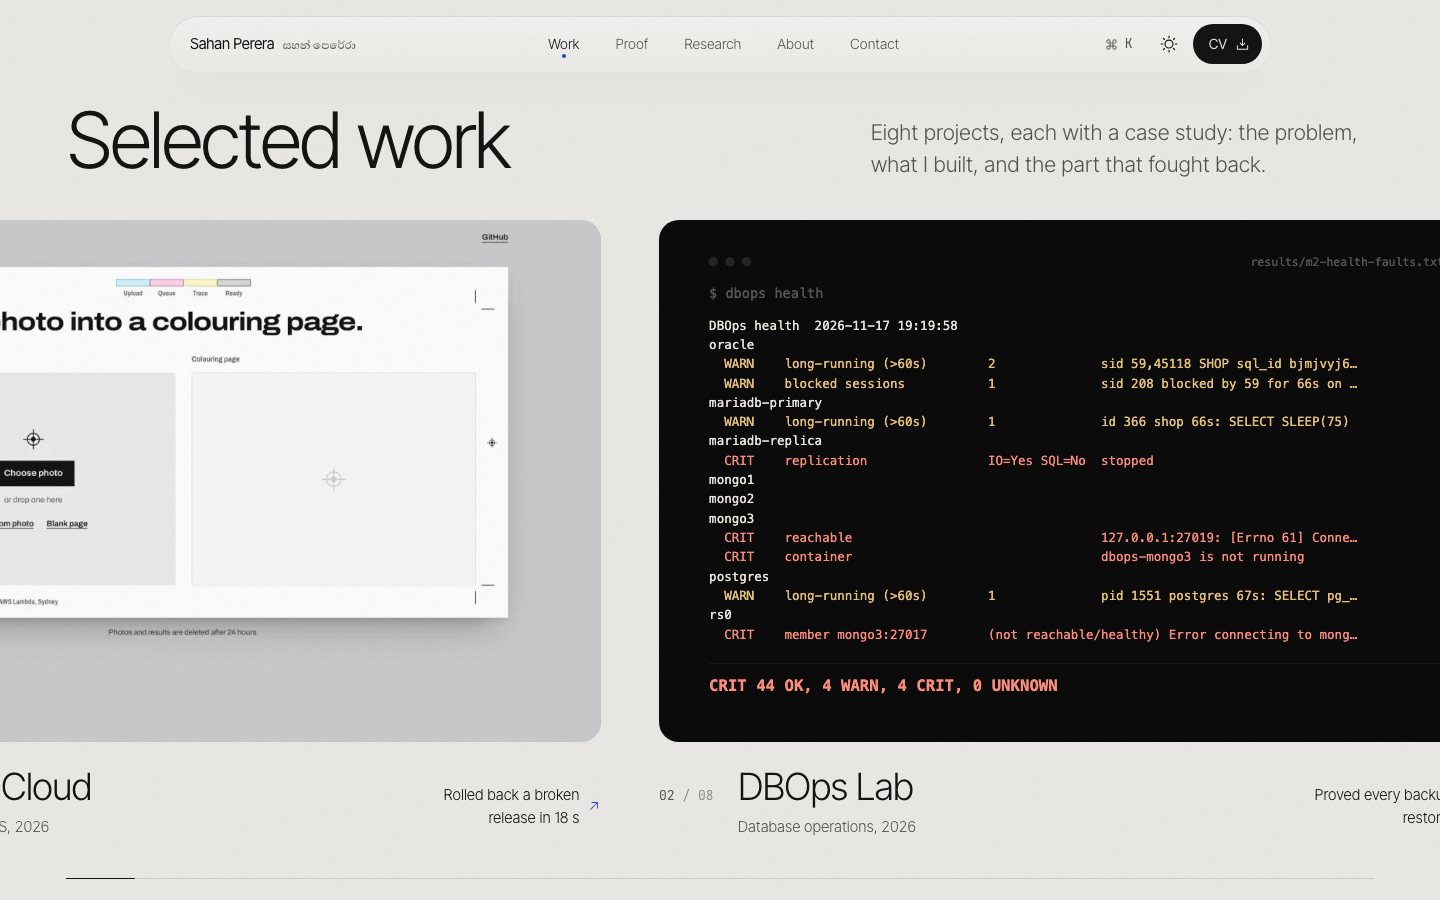 Sahan Perera සහන් පෙරේරා
Work
Proof
Research
About
Contact
⌘ K
CV
Selected work
Eight projects, each with a case study: the problem,
what I built, and the part that fought back.
GitHub
Upload Queue Trace Ready
hoto into a colouring page.
Colouring page
Choose photo
or drop one here
om photo Blank page
AWS Lambda, Sydney
Photos and results are deleted after 24 hours.
results/m2-health-faults.txt
$ dbops health
DBOps health 2026-11-17 19:19:58
oracle
WARN long-running (>60s) 2 sid 59,45118 SHOP sql_id bjmjvyj6…
WARN blocked sessions 1 sid 208 blocked by 59 for 66s on …
mariadb-primary
WARN long-running (>60s) 1 id 366 shop 66s: SELECT SLEEP(75)
mariadb-replica
CRIT replication IO=Yes SQL=No stopped
mongo1
mongo2
mongo3
CRIT reachable 127.0.0.1:27019: [Errno 61] Conne…
CRIT container dbops-mongo3 is not running
postgres
WARN long-running (>60s) 1 pid 1551 postgres 67s: SELECT pg_…
rs0
CRIT member mongo3:27017 (not reachable/healthy) Error connecting to mong…
CRIT 44 OK, 4 WARN, 4 CRIT, 0 UNKNOWN
Cloud
S, 2026
Rolled back a broken
release in 18 s
02 / 08
DBOps Lab
Database operations, 2026
Proved every backu
restor